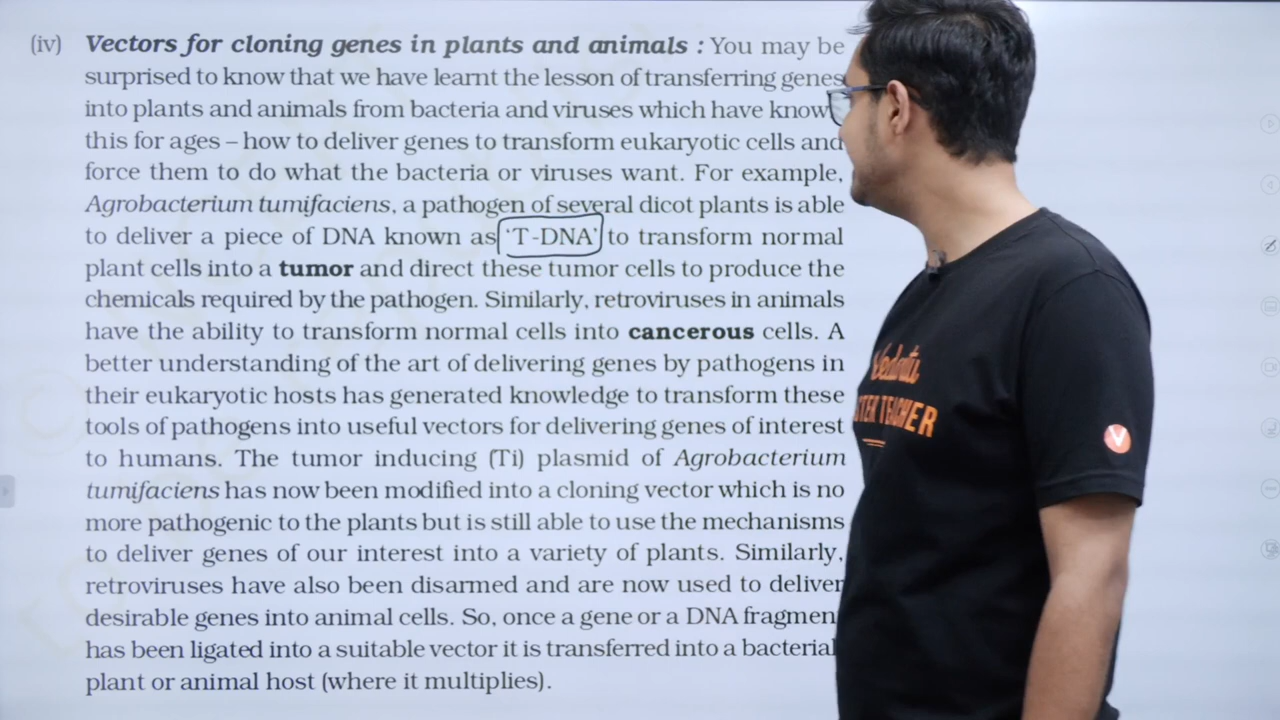 (iv) Vectors for cloning genes in plants and animals : You may be
surprised to know that we have learnt the lesson of transferring genes
into plants and animals from bacteria and viruses which have know
this for ages – how to deliver genes to transform eukaryotic cells and
force them to do what the bacteria or viruses want. For example,
Agrobacterium tumifaciens, a pathogen of several dicot plants is able
to deliver a piece of DNA known as ‘T-DNA’ to transform normal
plant cells into a tumor and direct these tumor cells to produce the
chemicals required by the pathogen. Similarly, retroviruses in animals
have the ability to transform normal cells into cancerous cells. A
better understanding of the art of delivering genes by pathogens in
their eukaryotic hosts has generated knowledge to transform these
tools of pathogens into useful vectors for delivering genes of interest
to humans. The tumor inducing (Ti) plasmid of Agrobacterium
tumifaciens has now been modified into a cloning vector which is no
more pathogenic to the plants but is still able to use the mechanisms
to deliver genes of our interest into a variety of plants. Similarly,
retroviruses have also been disarmed and are now used to deliver
desirable genes into animal cells. So, once a gene or a DNA fragmen
has been ligated into a suitable vector it is transferred into a bacterial
plant or animal host (where it multiplies).
Vedantu
STER TEACHER
V